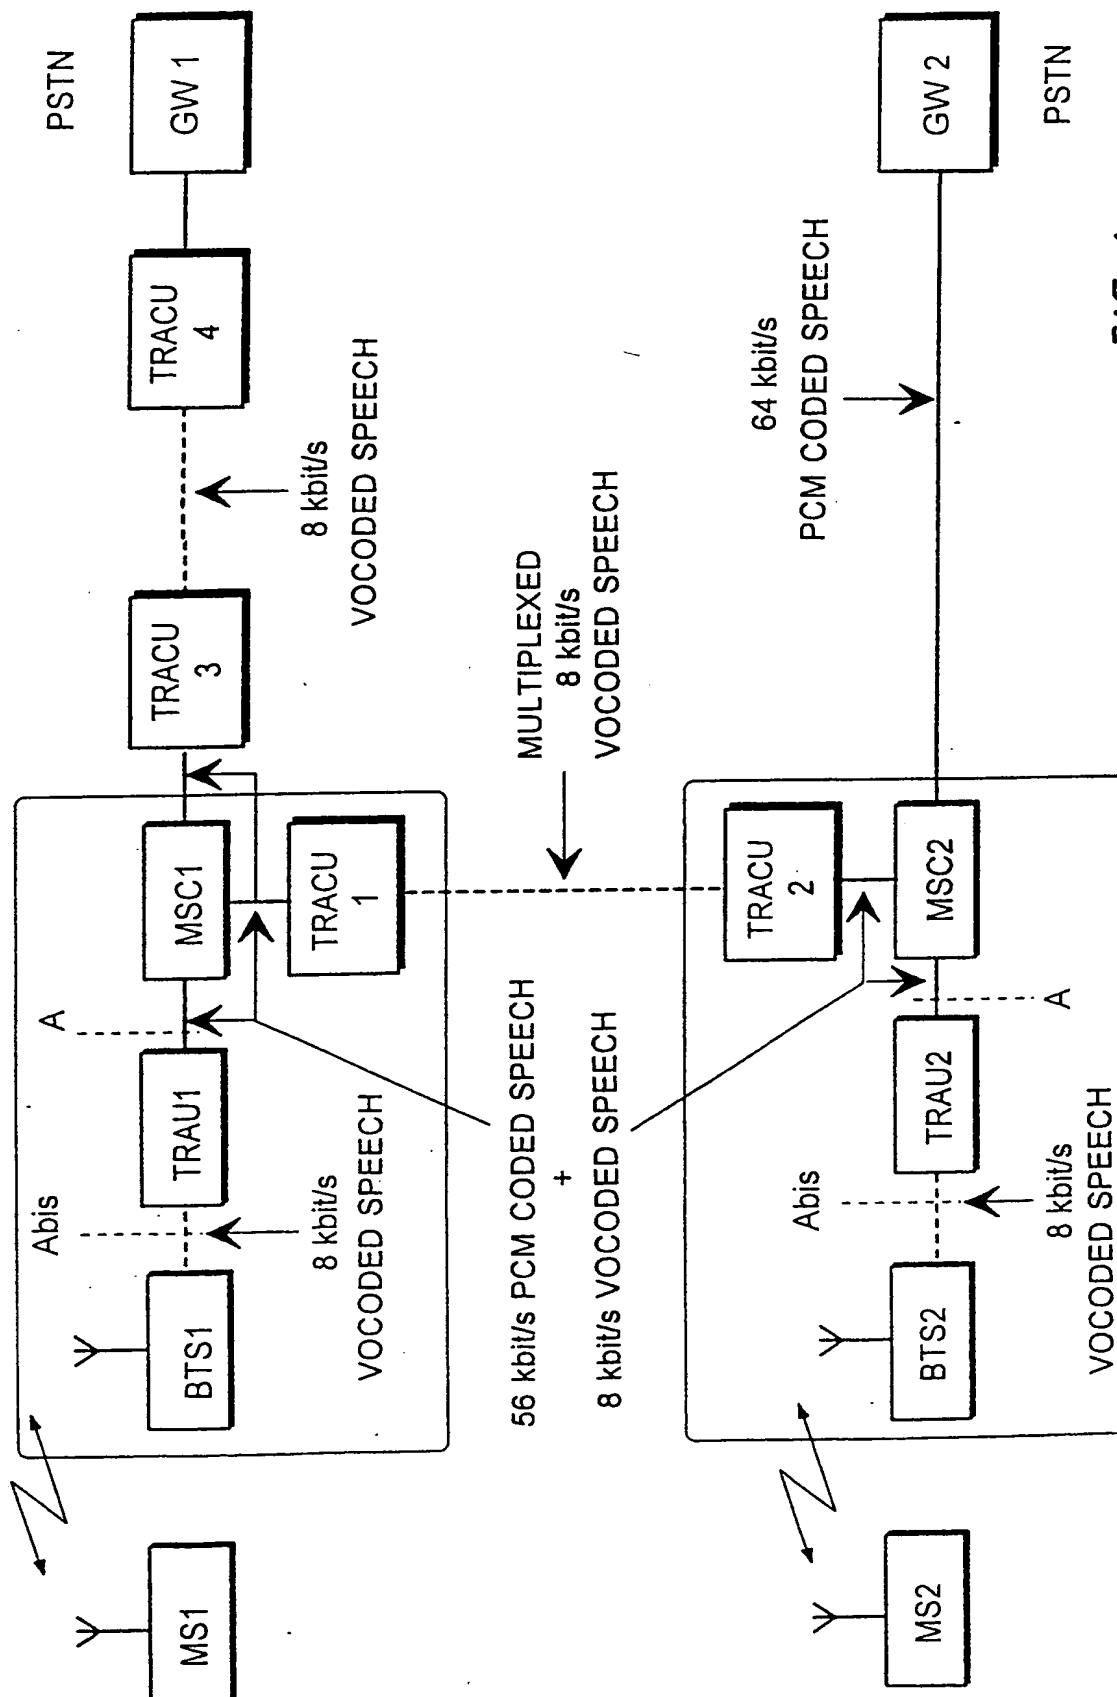 PSTN
GW 1
TRACU
4
8 kbit/s
VOCODED SPEECH
TRACU
3
MSC1
TRACU
1
A
TRAU1
Abis
8 kbit/s
VOCODED SPEECH
BTS1
MS1
MULTIPLEXED
8 kbit/s
VOCODED SPEECH
56 kbit/s PCM CODED SPEECH
+
8 kbit/s VOCODED SPEECH
64 kbit/s
PCM CODED SPEECH
GW 2
PSTN
TRACU
2
MSC2
A
TRAU2
Abis
8 kbit/s
VOCODED SPEECH
BTS2
MS2